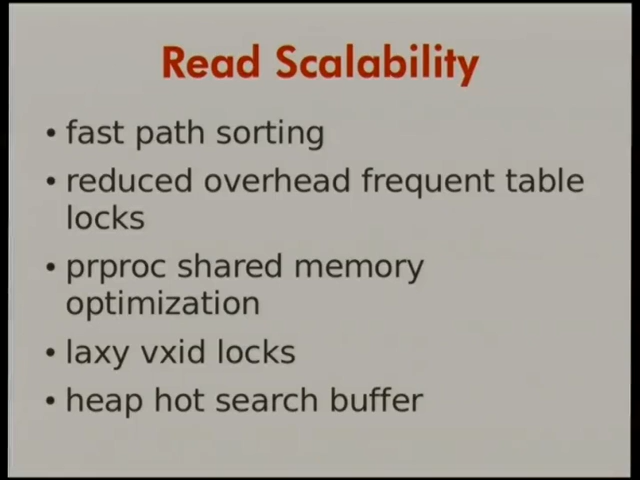 Read Scalability
• fast path sorting
• reduced overhead frequent table
locks
• prproc shared memory
optimization
• laxy vxid locks
• heap hot search buffer